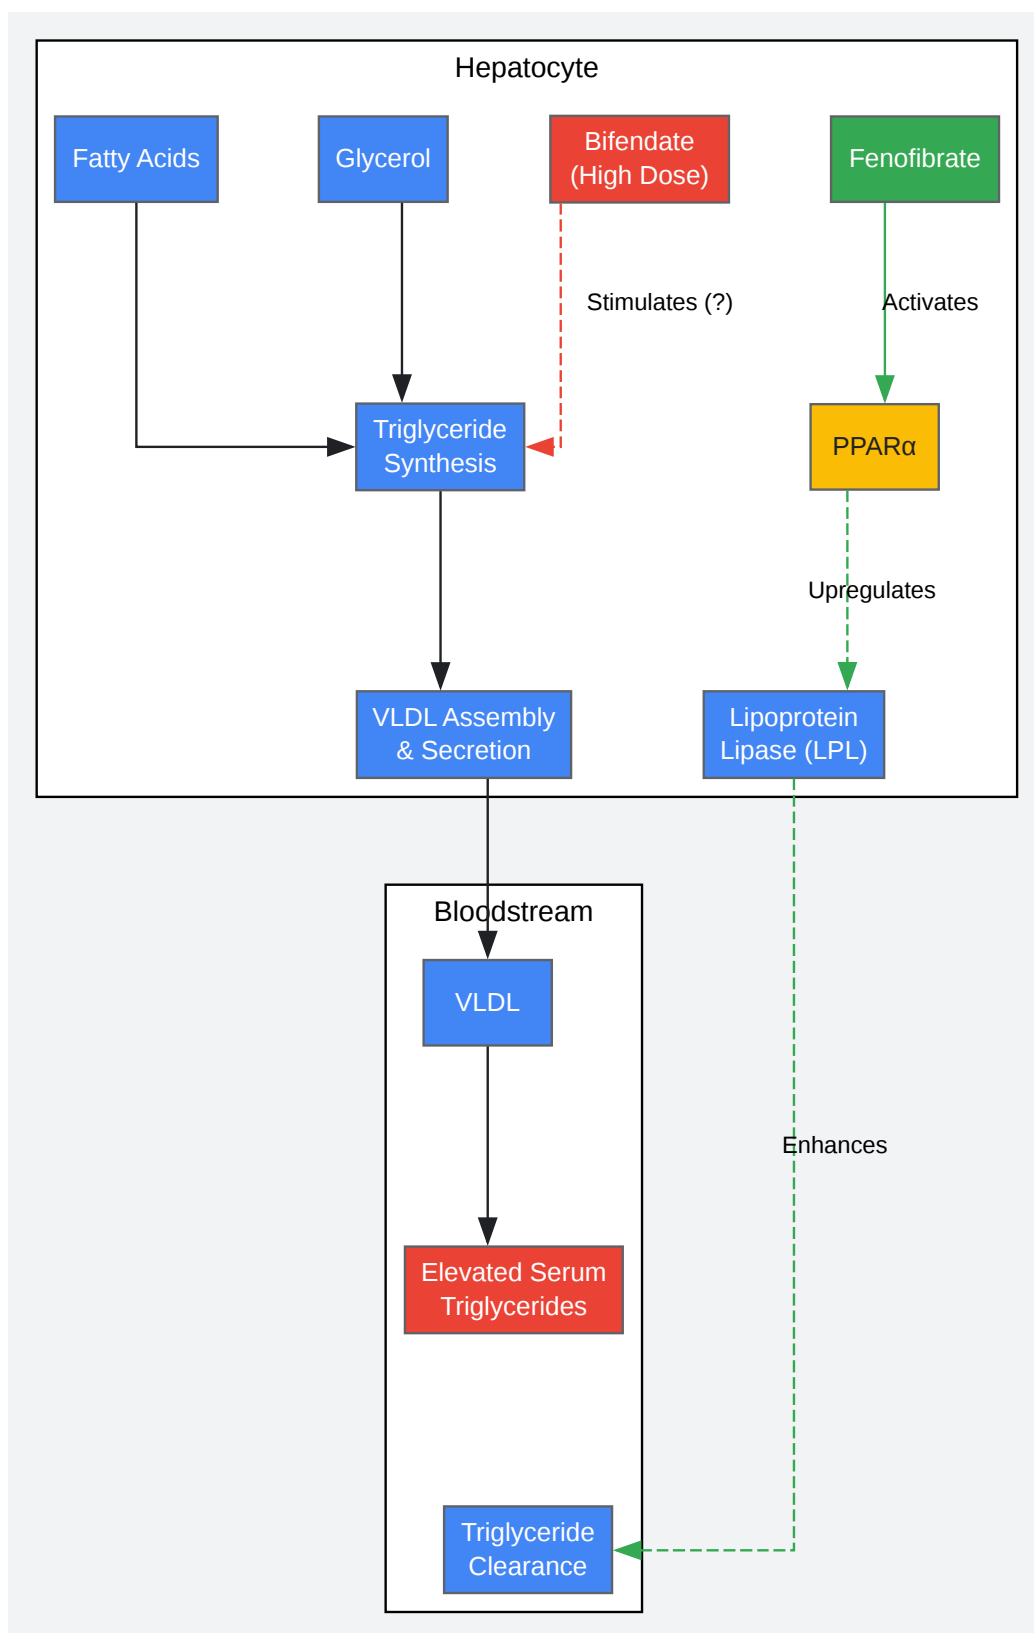 Hepatocyte
Fatty Acids
Glycerol
Bifendate
(High Dose)
Fenofibrate
Stimulates (?)
Activates
Triglyceride
Synthesis
PPARα
Upregulates
VLDL Assembly
& Secretion
Lipoprotein
Lipase (LPL)
Bloodstream
VLDL
Enhances
Elevated Serum
Triglycerides
Triglyceride
Clearance